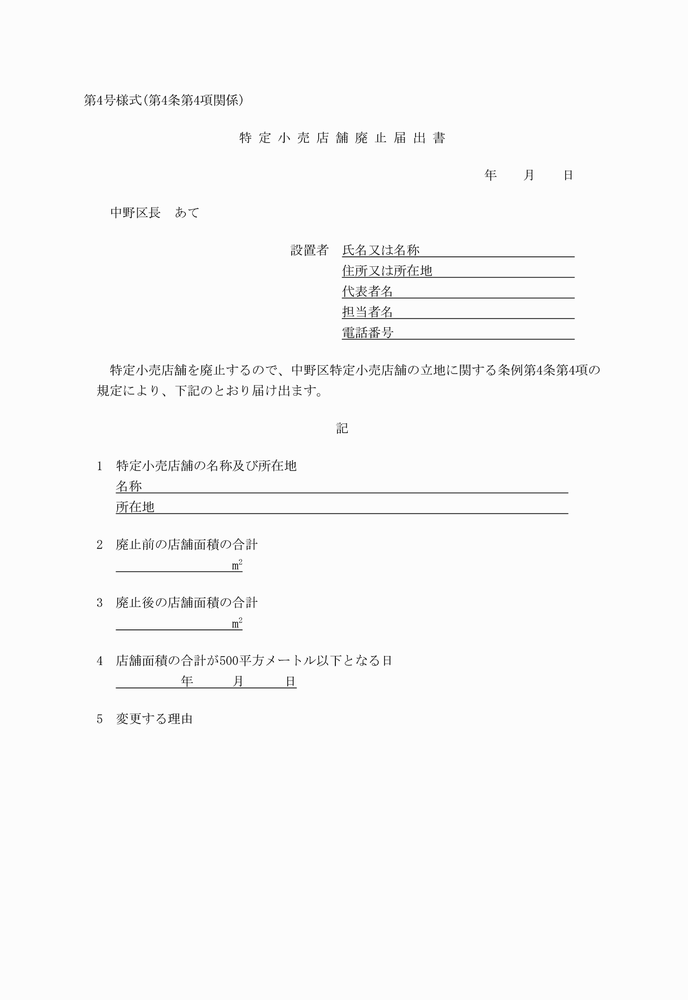 第4号様式(第4条第4項関係)
特定小売店舗廃止届出書
年　　月　　日
中野区長　あて
設置者　氏名又は名称
住所又は所在地
代表者名
担当者名
電話番号
特定小売店舗を廃止するので、中野区特定小売店舗の立地に関する条例第4条第4項の
規定により、下記のとおり届け出ます。
記
1　特定小売店舗の名称及び所在地
名称
所在地
2　廃止前の店舗面積の合計
m²
3　廃止後の店舗面積の合計
m²
4　店舗面積の合計が500平方メートル以下となる日
年　　　月　　　日
5　変更する理由